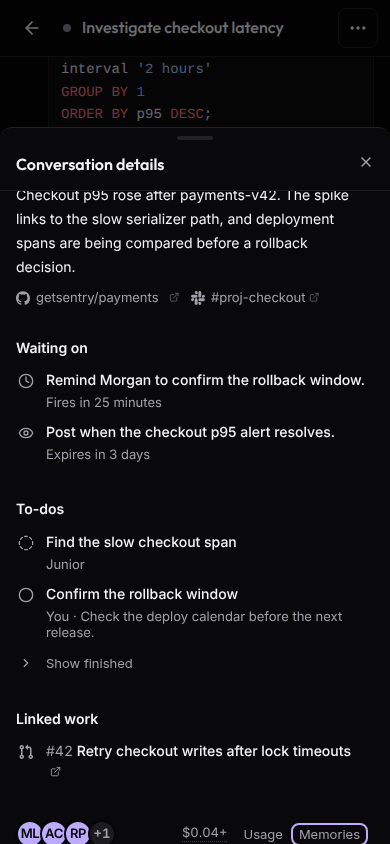 Investigate checkout latency
interval '2 hours'
GROUP BY 1
ORDER BY p95 DESC;
Conversation details
Checkout p95 rose after payments-v42. The spike
links to the slow serializer path, and deployment
spans are being compared before a rollback
decision.
getsentry/payments #proj-checkout
Waiting on
Remind Morgan to confirm the rollback window.
Fires in 25 minutes
Post when the checkout p95 alert resolves.
Expires in 3 days
To-dos
Find the slow checkout span
Junior
Confirm the rollback window
You · Check the deploy calendar before the next
release.
Show finished
Linked work
#42 Retry checkout writes after lock timeouts
ML AC RP +1 $0.04+ Usage Memories